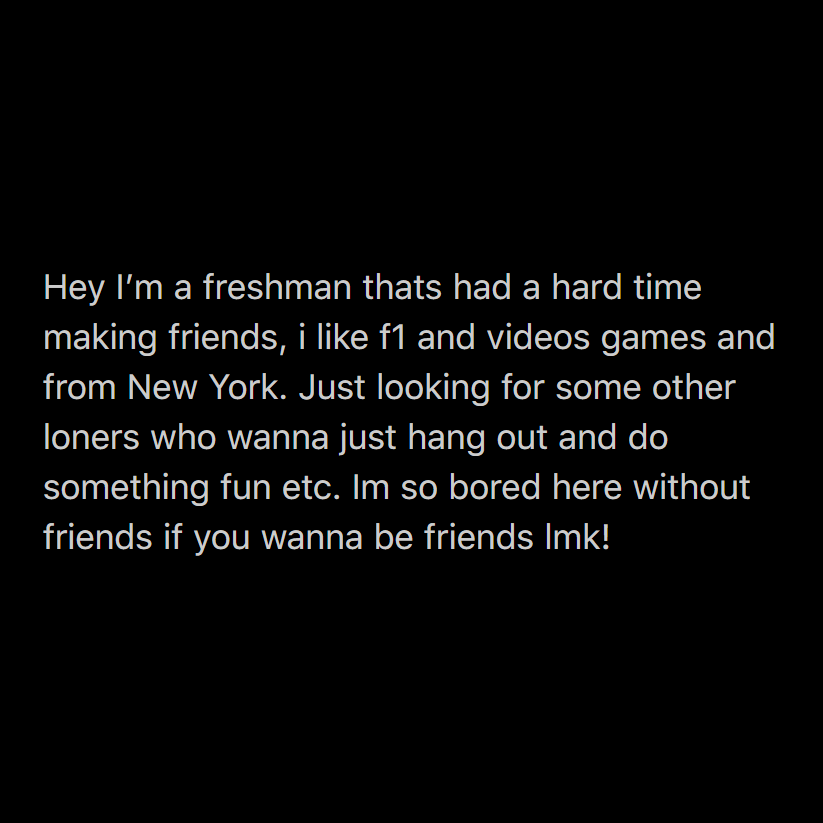 Hey I’m a freshman thats had a hard time
making friends, i like f1 and videos games and
from New York. Just looking for some other
loners who wanna just hang out and do
something fun etc. Im so bored here without
friends if you wanna be friends lmk!